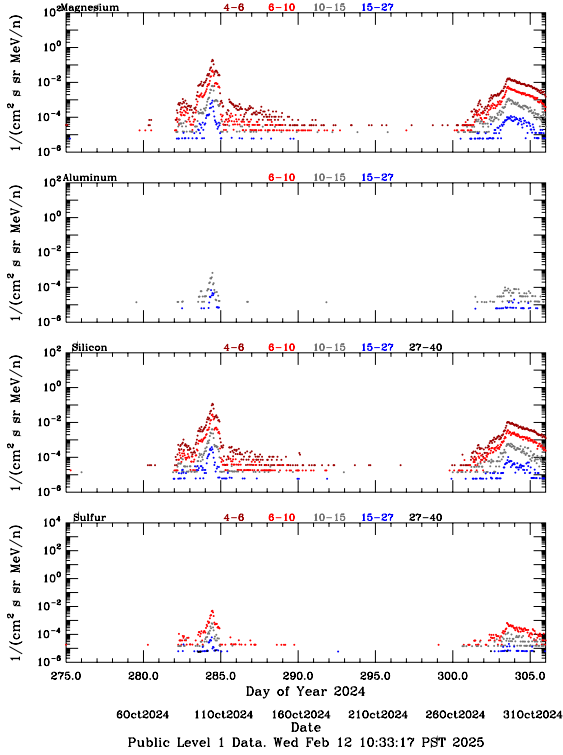 10² Magnesium 4-6 6-10 10-15 15-27
10⁰
10⁻²
10⁻⁴
10⁻⁶
1/(cm² s sr MeV/n)
10² Aluminum 6-10 10-15 15-27
10⁰
10⁻²
10⁻⁴
10⁻⁶
1/(cm² s sr MeV/n)
10² Silicon 4-6 6-10 10-15 15-27 27-40
10⁰
10⁻²
10⁻⁴
10⁻⁶
1/(cm² s sr MeV/n)
10⁴ Sulfur 4-6 6-10 10-15 15-27 27-40
10²
10⁰
10⁻²
10⁻⁴
10⁻⁶
1/(cm² s sr MeV/n)
275.0 280.0 285.0 290.0 295.0 300.0 305.0
Day of Year 2024
6Oct2024 11Oct2024 16Oct2024 21Oct2024 26Oct2024 31Oct2024
Date
Public Level 1 Data. Wed Feb 12 10:33:17 PST 2025